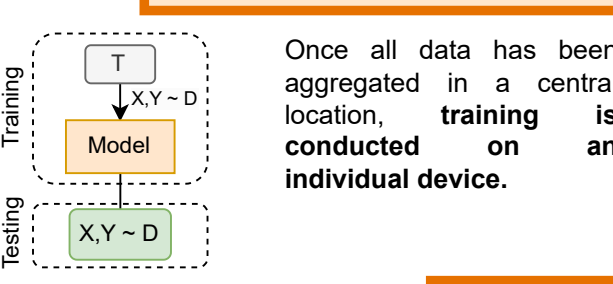 Training
T
X,Y ~ D
Model
Testing
X,Y ~ D
Once all data has been
aggregated in a central
location, training is
conducted on an
individual device.